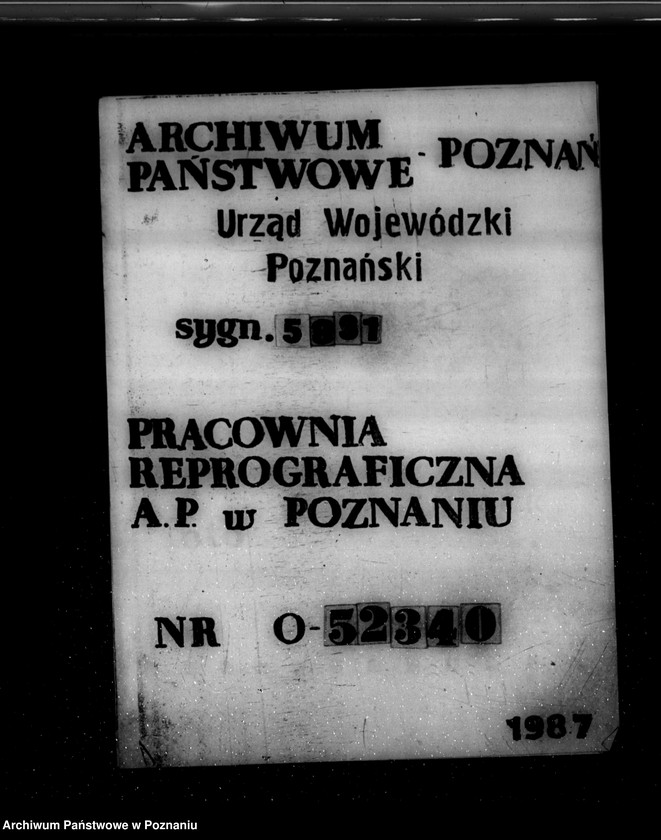 ARCHIWUM
PAŃSTWOWE - POZNAŃ
Urząd Wojewódzki
Poznański
sygn.
PRACOWNIA
REPROGRAFICZNA
A.P. w POZNANIU
NR O-52340
1987
Archiwum Państwowe w Poznaniu